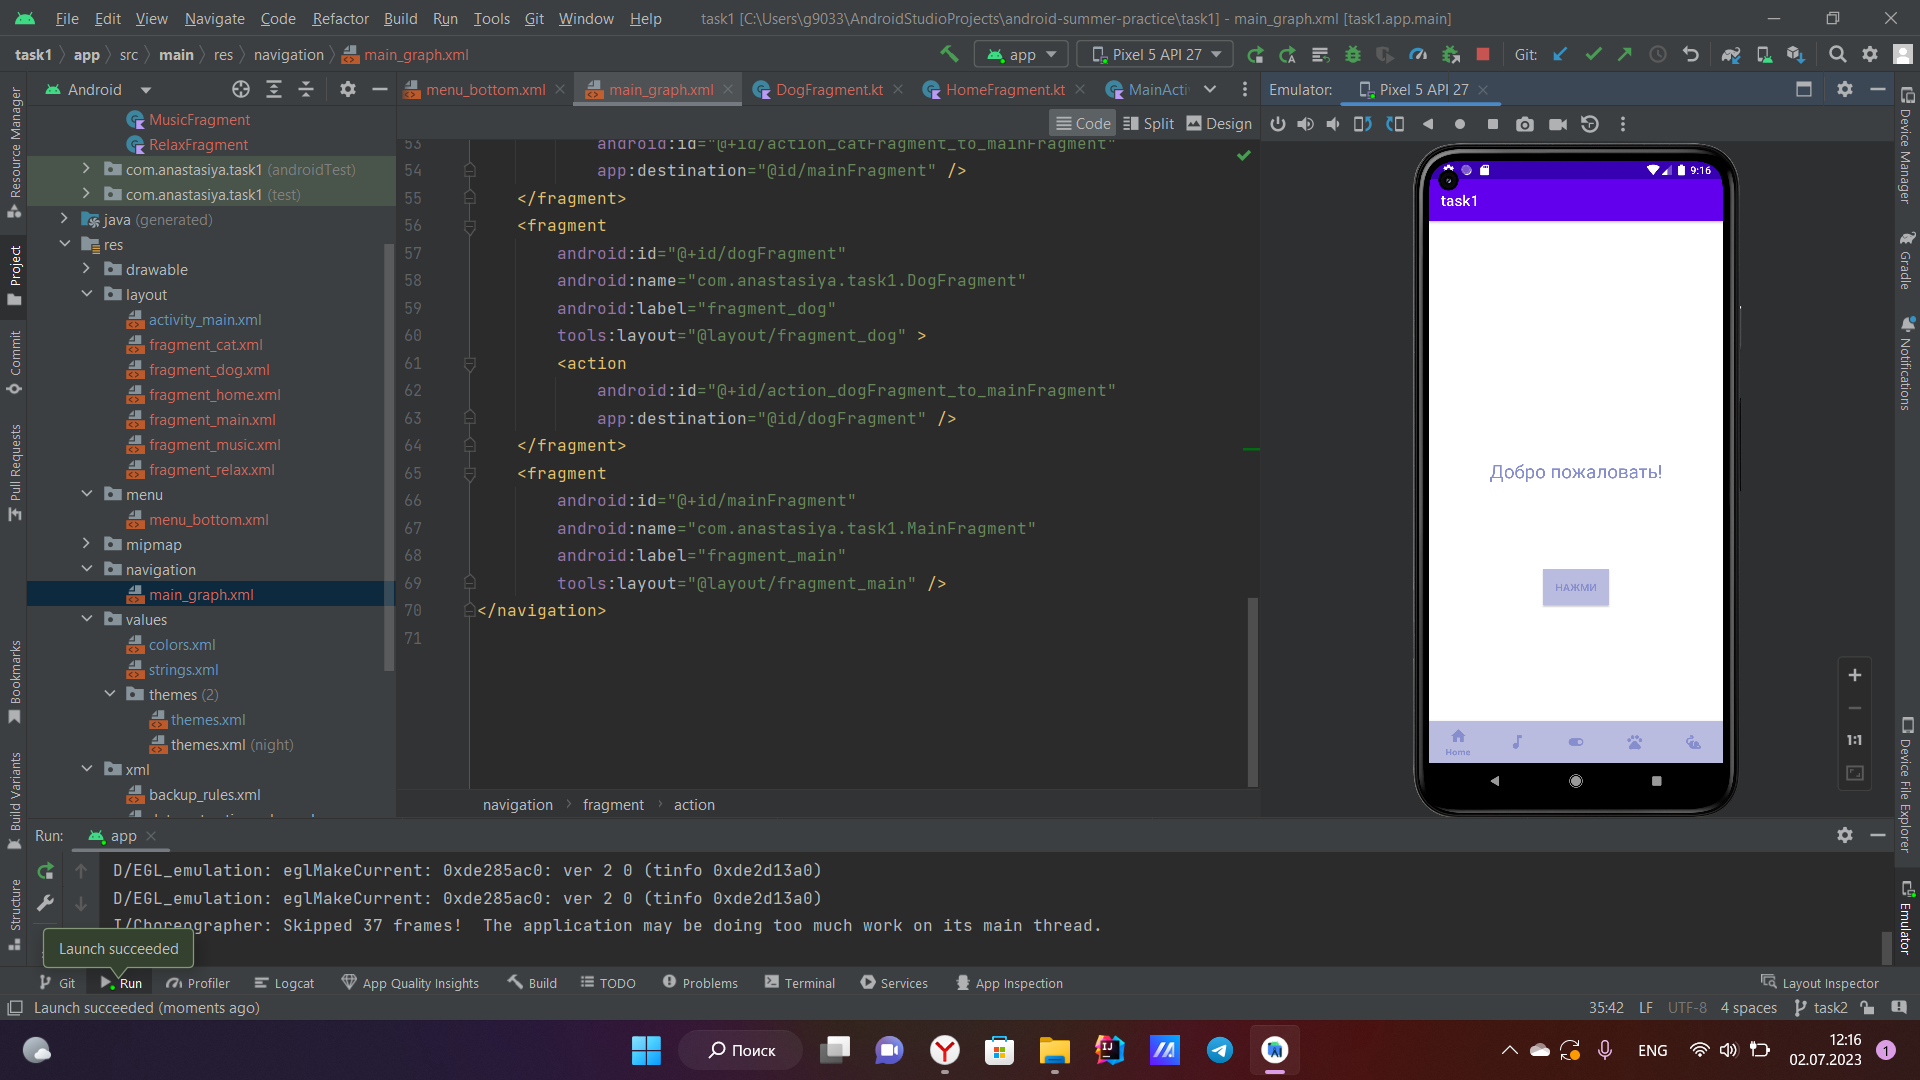 File Edit View Navigate Code Refactor Build Run Tools Git Window Help task1 [C:\Users\g9033\AndroidStudioProjects\android-summer-practice\task1] - main_graph.xml [task1.app.main]
task1 app src main res navigation main_graph.xml app Pixel 5 API 27 Git:
Android menu_bottom.xml main_graph.xml DogFragment.kt HomeFragment.kt MainActi Emulator: Pixel 5 API 27
Code Split Design
MusicFragment
RelaxFragment
com.anastasiya.task1 (androidTest)
com.anastasiya.task1 (test)
java (generated)
res
drawable
layout
activity_main.xml
fragment_cat.xml
fragment_dog.xml
fragment_home.xml
fragment_main.xml
fragment_music.xml
fragment_relax.xml
menu
menu_bottom.xml
mipmap
navigation
main_graph.xml
values
colors.xml
strings.xml
themes (2)
themes.xml
themes.xml (night)
xml
backup_rules.xml
53 android:id="@+id/action_catFragment_to_mainFragment"
54 app:destination="@id/mainFragment" />
55 </fragment>
56 <fragment
57 android:id="@+id/dogFragment"
58 android:name="com.anastasiya.task1.DogFragment"
59 android:label="fragment_dog"
60 tools:layout="@layout/fragment_dog" >
61 <action
62 android:id="@+id/action_dogFragment_to_mainFragment"
63 app:destination="@id/dogFragment" />
64 </fragment>
65 <fragment
66 android:id="@+id/mainFragment"
67 android:name="com.anastasiya.task1.MainFragment"
68 android:label="fragment_main"
69 tools:layout="@layout/fragment_main" />
70 </navigation>
71
navigation fragment action
9:16
task1
Добро пожаловать!
НАЖМИ
Home
1:1
Resource Manager
Project
Commit
Pull Requests
Bookmarks
Build Variants
Structure
Device Manager
Gradle
Notifications
Device File Explorer
Emulator
Run: app
D/EGL_emulation: eglMakeCurrent: 0xde285ac0: ver 2 0 (tinfo 0xde2d13a0)
D/EGL_emulation: eglMakeCurrent: 0xde285ac0: ver 2 0 (tinfo 0xde2d13a0)
I/Choreographer: Skipped 37 frames! The application may be doing too much work on its main thread.
Launch succeeded
Git Run Profiler Logcat App Quality Insights Build TODO Problems Terminal Services App Inspection Layout Inspector
Launch succeeded (moments ago) 35:42 LF UTF-8 4 spaces task2
Поиск ENG 12:16
02.07.2023 1